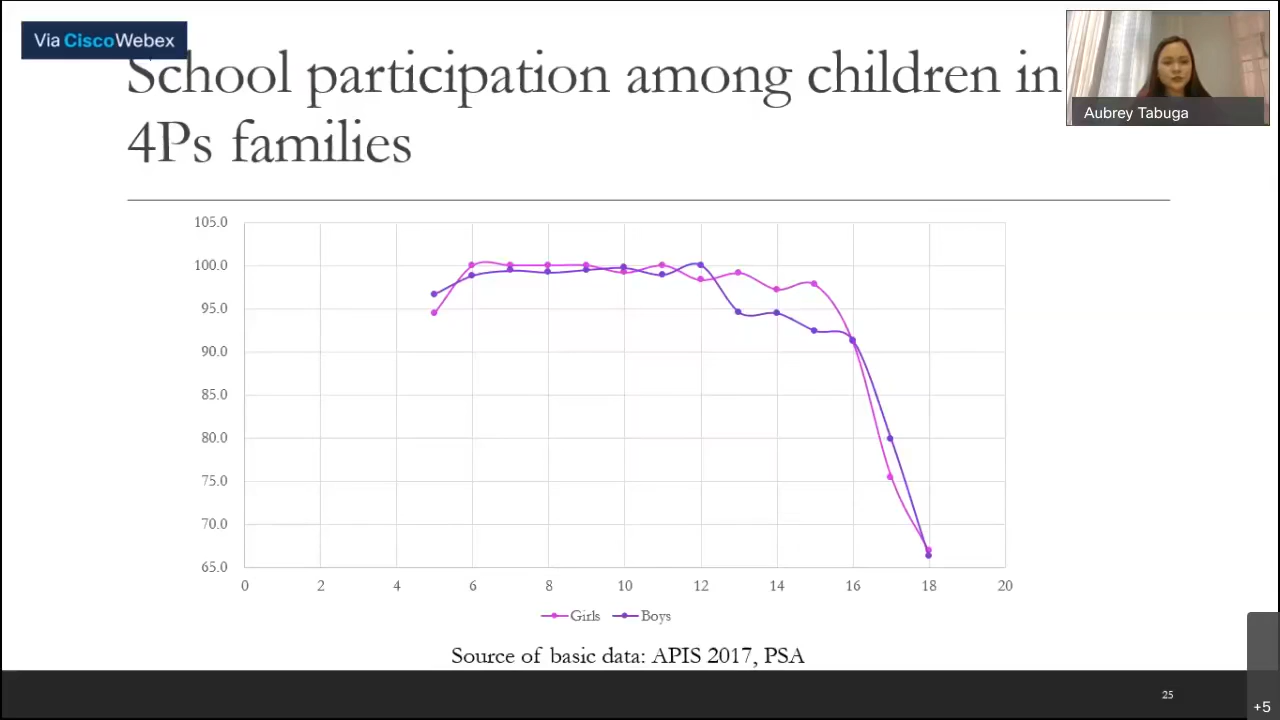 Via CiscoWebex
School participation among children in
4Ps families
Aubrey Tabuga
105.0
100.0
95.0
90.0
85.0
80.0
75.0
70.0
65.0
0 2 4 6 8 10 12 14 16 18 20
Girls Boys
Source of basic data: APIS 2017, PSA
25
+5